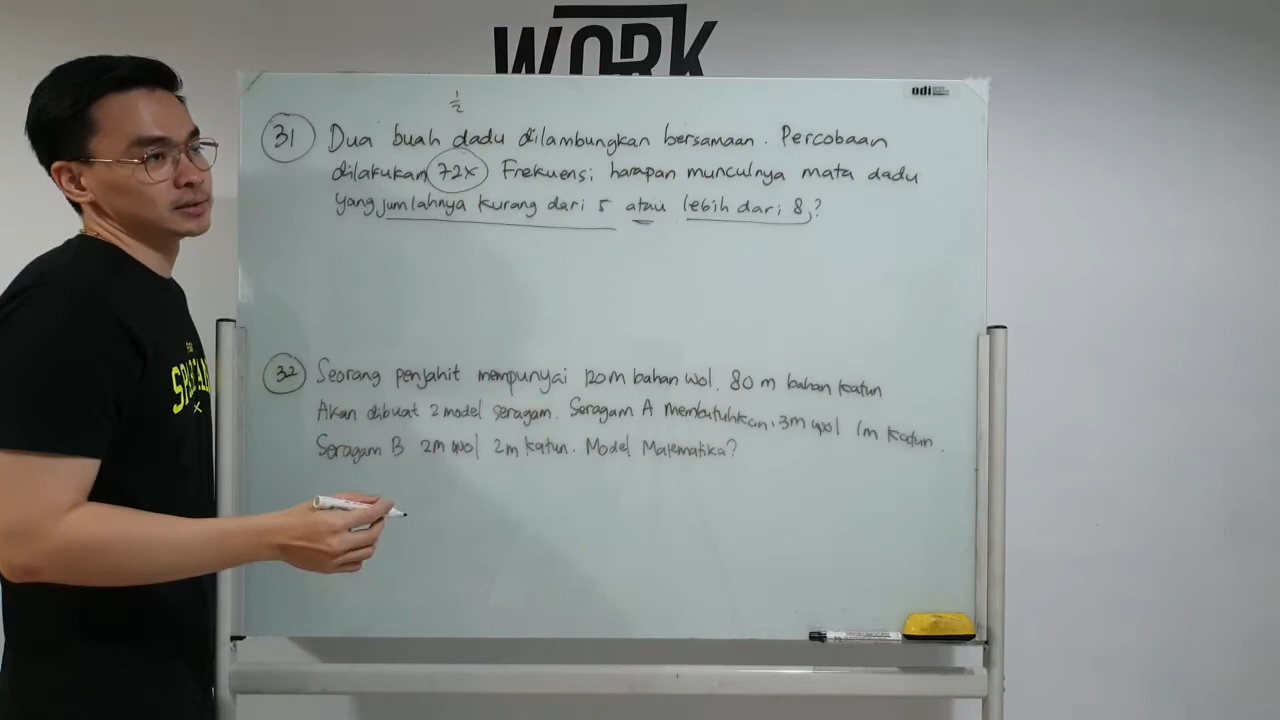 WORK
odi
1/2
31 Dua buah dadu dilambungkan bersamaan. Percobaan
dilakukan 72x Frekuensi harapan munculnya mata dadu
yang jumlahnya kurang dari 5 atau lebih dari 8,?
32 Seorang penjahit mempunyai 120m bahan wol, 80 m bahan katun
Akan dibuat 2 model seragam. Seragam A membutuhkan, 3m wol 1m katun.
Seragam B 2m wol 2m katun. Model Matematika?